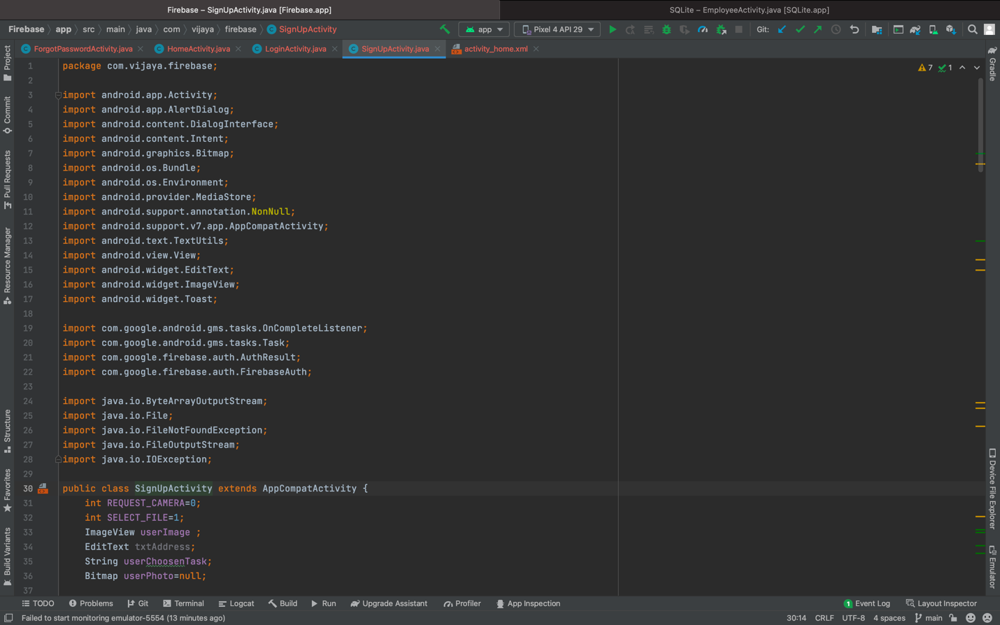 Firebase – SignUpActivity.java [Firebase.app]
SQLite – EmployeeActivity.java [SQLite.app]
Firebase app src main java com vijaya firebase SignUpActivity
app
Pixel 4 API 29
Git:
ForgotPasswordActivity.java
HomeActivity.java
LoginActivity.java
SignUpActivity.java
activity_home.xml
7
1
Project
Commit
Pull Requests
Resource Manager
Structure
Favorites
Build Variants
1 package com.vijaya.firebase;
2
3 import android.app.Activity;
4 import android.app.AlertDialog;
5 import android.content.DialogInterface;
6 import android.content.Intent;
7 import android.graphics.Bitmap;
8 import android.os.Bundle;
9 import android.os.Environment;
10 import android.provider.MediaStore;
11 import android.support.annotation.NonNull;
12 import android.support.v7.app.AppCompatActivity;
13 import android.text.TextUtils;
14 import android.view.View;
15 import android.widget.EditText;
16 import android.widget.ImageView;
17 import android.widget.Toast;
18
19 import com.google.android.gms.tasks.OnCompleteListener;
20 import com.google.android.gms.tasks.Task;
21 import com.google.firebase.auth.AuthResult;
22 import com.google.firebase.auth.FirebaseAuth;
23
24 import java.io.ByteArrayOutputStream;
25 import java.io.File;
26 import java.io.FileNotFoundException;
27 import java.io.FileOutputStream;
28 import java.io.IOException;
29
30 public class SignUpActivity extends AppCompatActivity {
31 int REQUEST_CAMERA=0;
32 int SELECT_FILE=1;
33 ImageView userImage ;
34 EditText txtAddress;
35 String userChoosenTask;
36 Bitmap userPhoto=null;
37
Gradle
Device File Explorer
Emulator
TODO
Problems
Git
Terminal
Logcat
Build
Run
Upgrade Assistant
Profiler
App Inspection
1 Event Log
Layout Inspector
Failed to start monitoring emulator-5554 (13 minutes ago)
30:14 CRLF UTF-8 4 spaces main